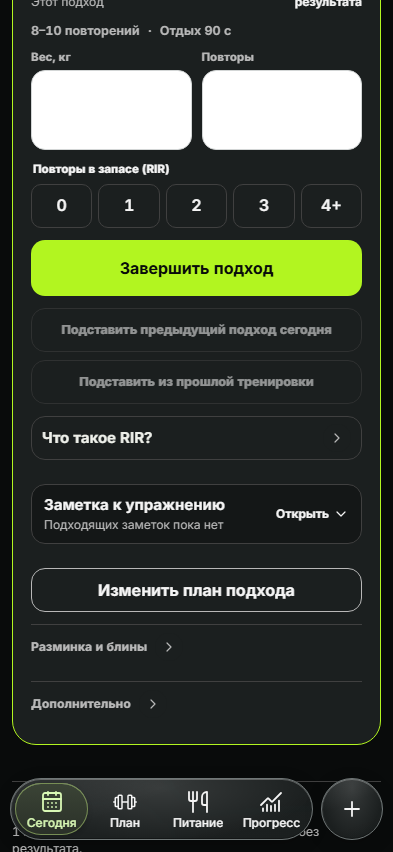 Этот подход
результата
8–10 повторений · Отдых 90 с
Вес, кг
Повторы
Повторы в запасе (RIR)
0
1
2
3
4+
Завершить подход
Подставить предыдущий подход сегодня
Подставить из прошлой тренировки
Что такое RIR?
Заметка к упражнению
Подходящих заметок пока нет
Открыть
Изменить план подхода
Разминка и блины
Дополнительно
Сегодня
План
Питание
Прогресс
1
без
результата.